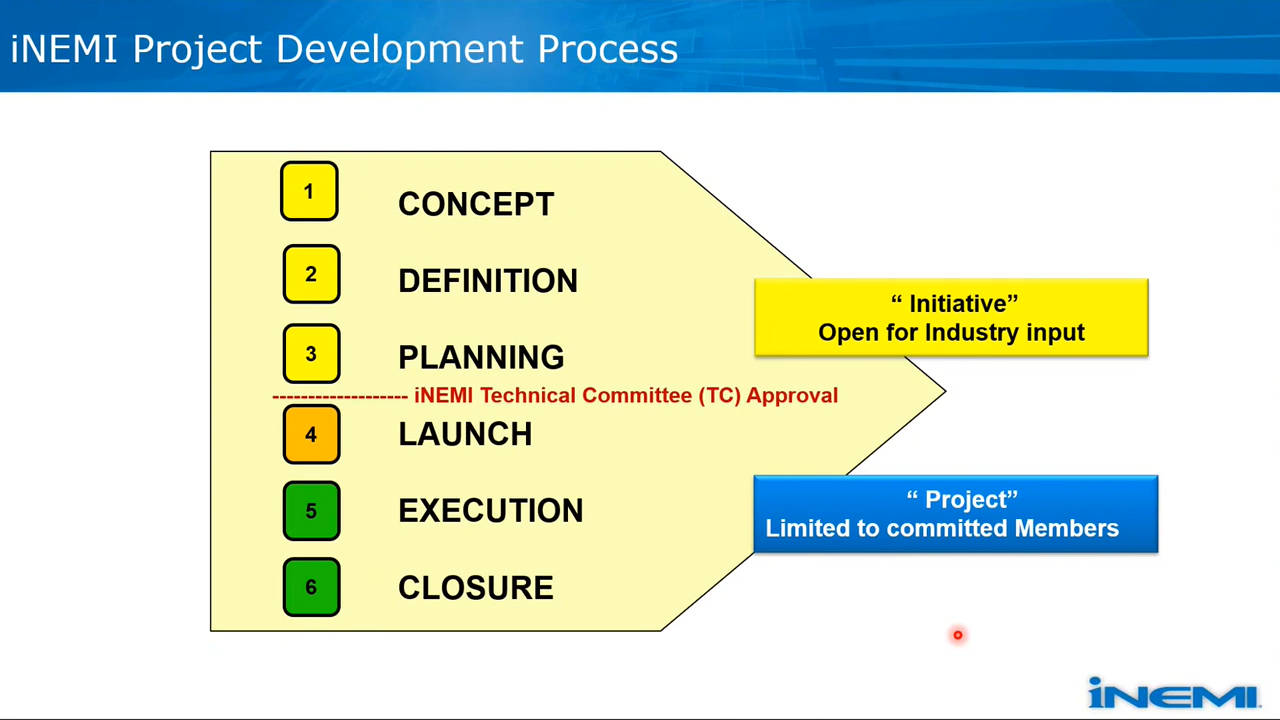 iNEMI Project Development Process
1
CONCEPT
2
DEFINITION
3
PLANNING
------------------- iNEMI Technical Committee (TC) Approval
4
LAUNCH
5
EXECUTION
6
CLOSURE
“ Initiative”
Open for Industry input
“ Project”
Limited to committed Members
iNEMI.